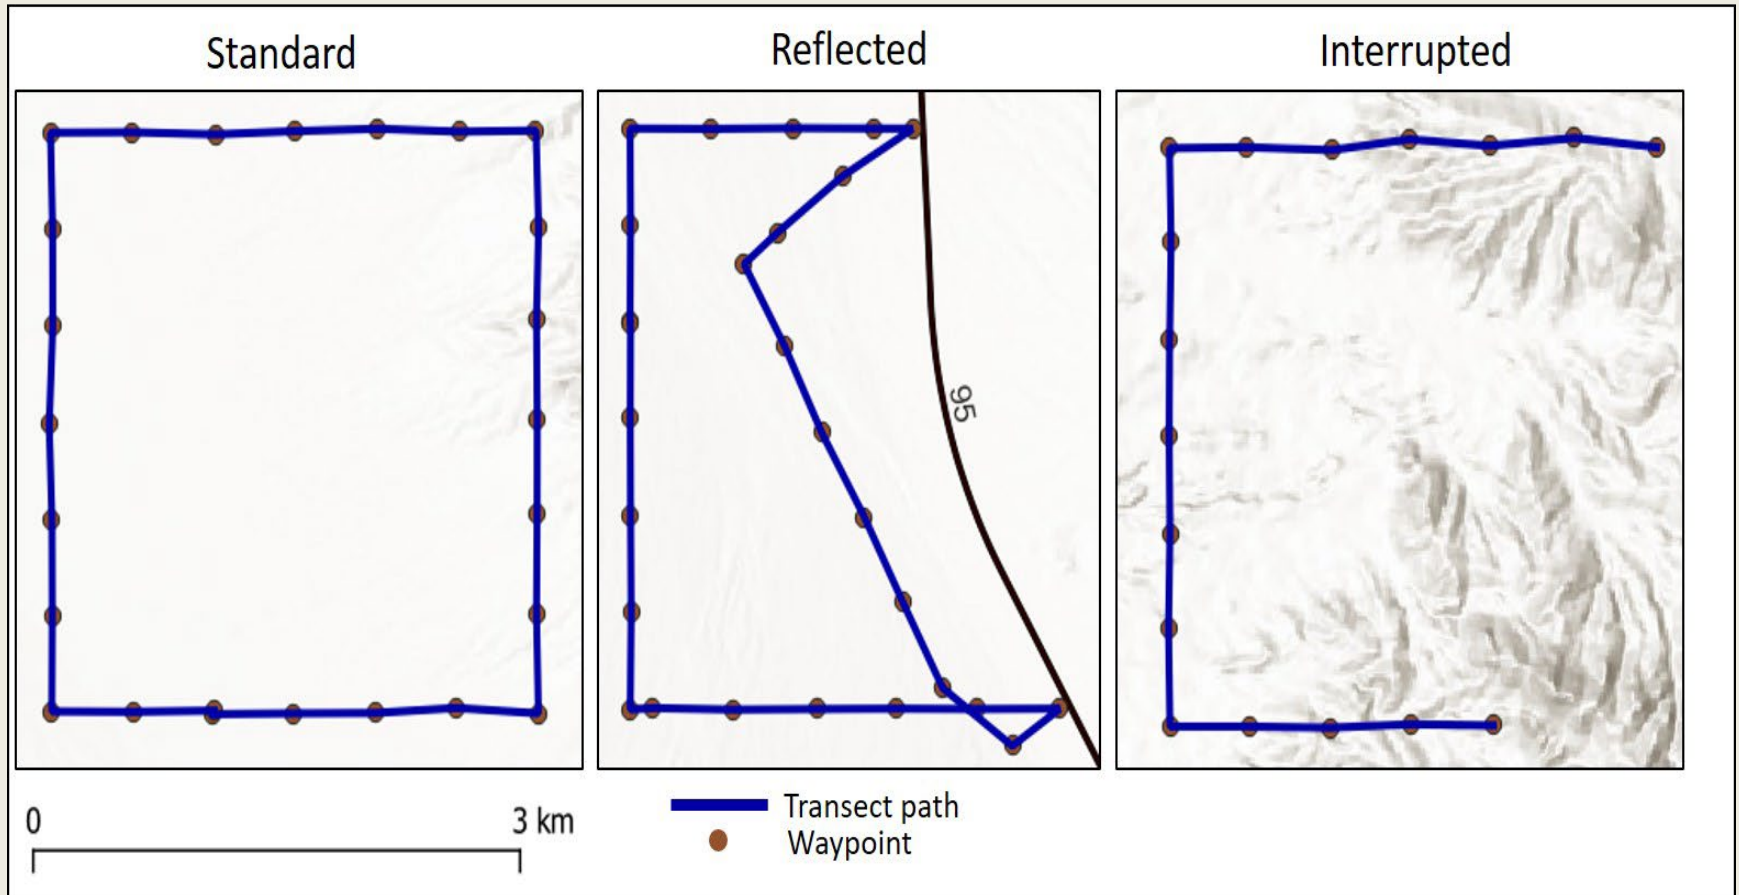 Standard
Reflected
Interrupted
95
Transect path
0 3 km
Waypoint